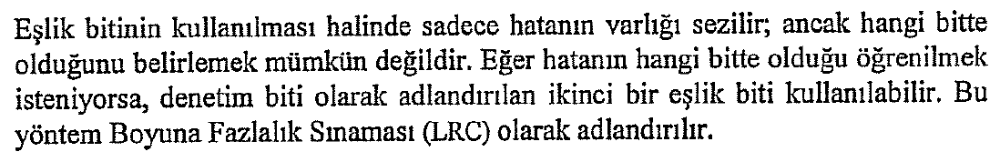 Eşlik bitinin kullanılması halinde sadece hatanın varlığı sezilir; ancak hangi bitte
olduğunu belirlemek mümkün değildir. Eğer hatanın hangi bitte olduğu öğrenilmek
isteniyorsa, denetim biti olarak adlandırılan ikinci bir eşlik biti kullanılabilir. Bu
yöntem Boyuna Fazlalık Sınaması (LRC) olarak adlandırılır.